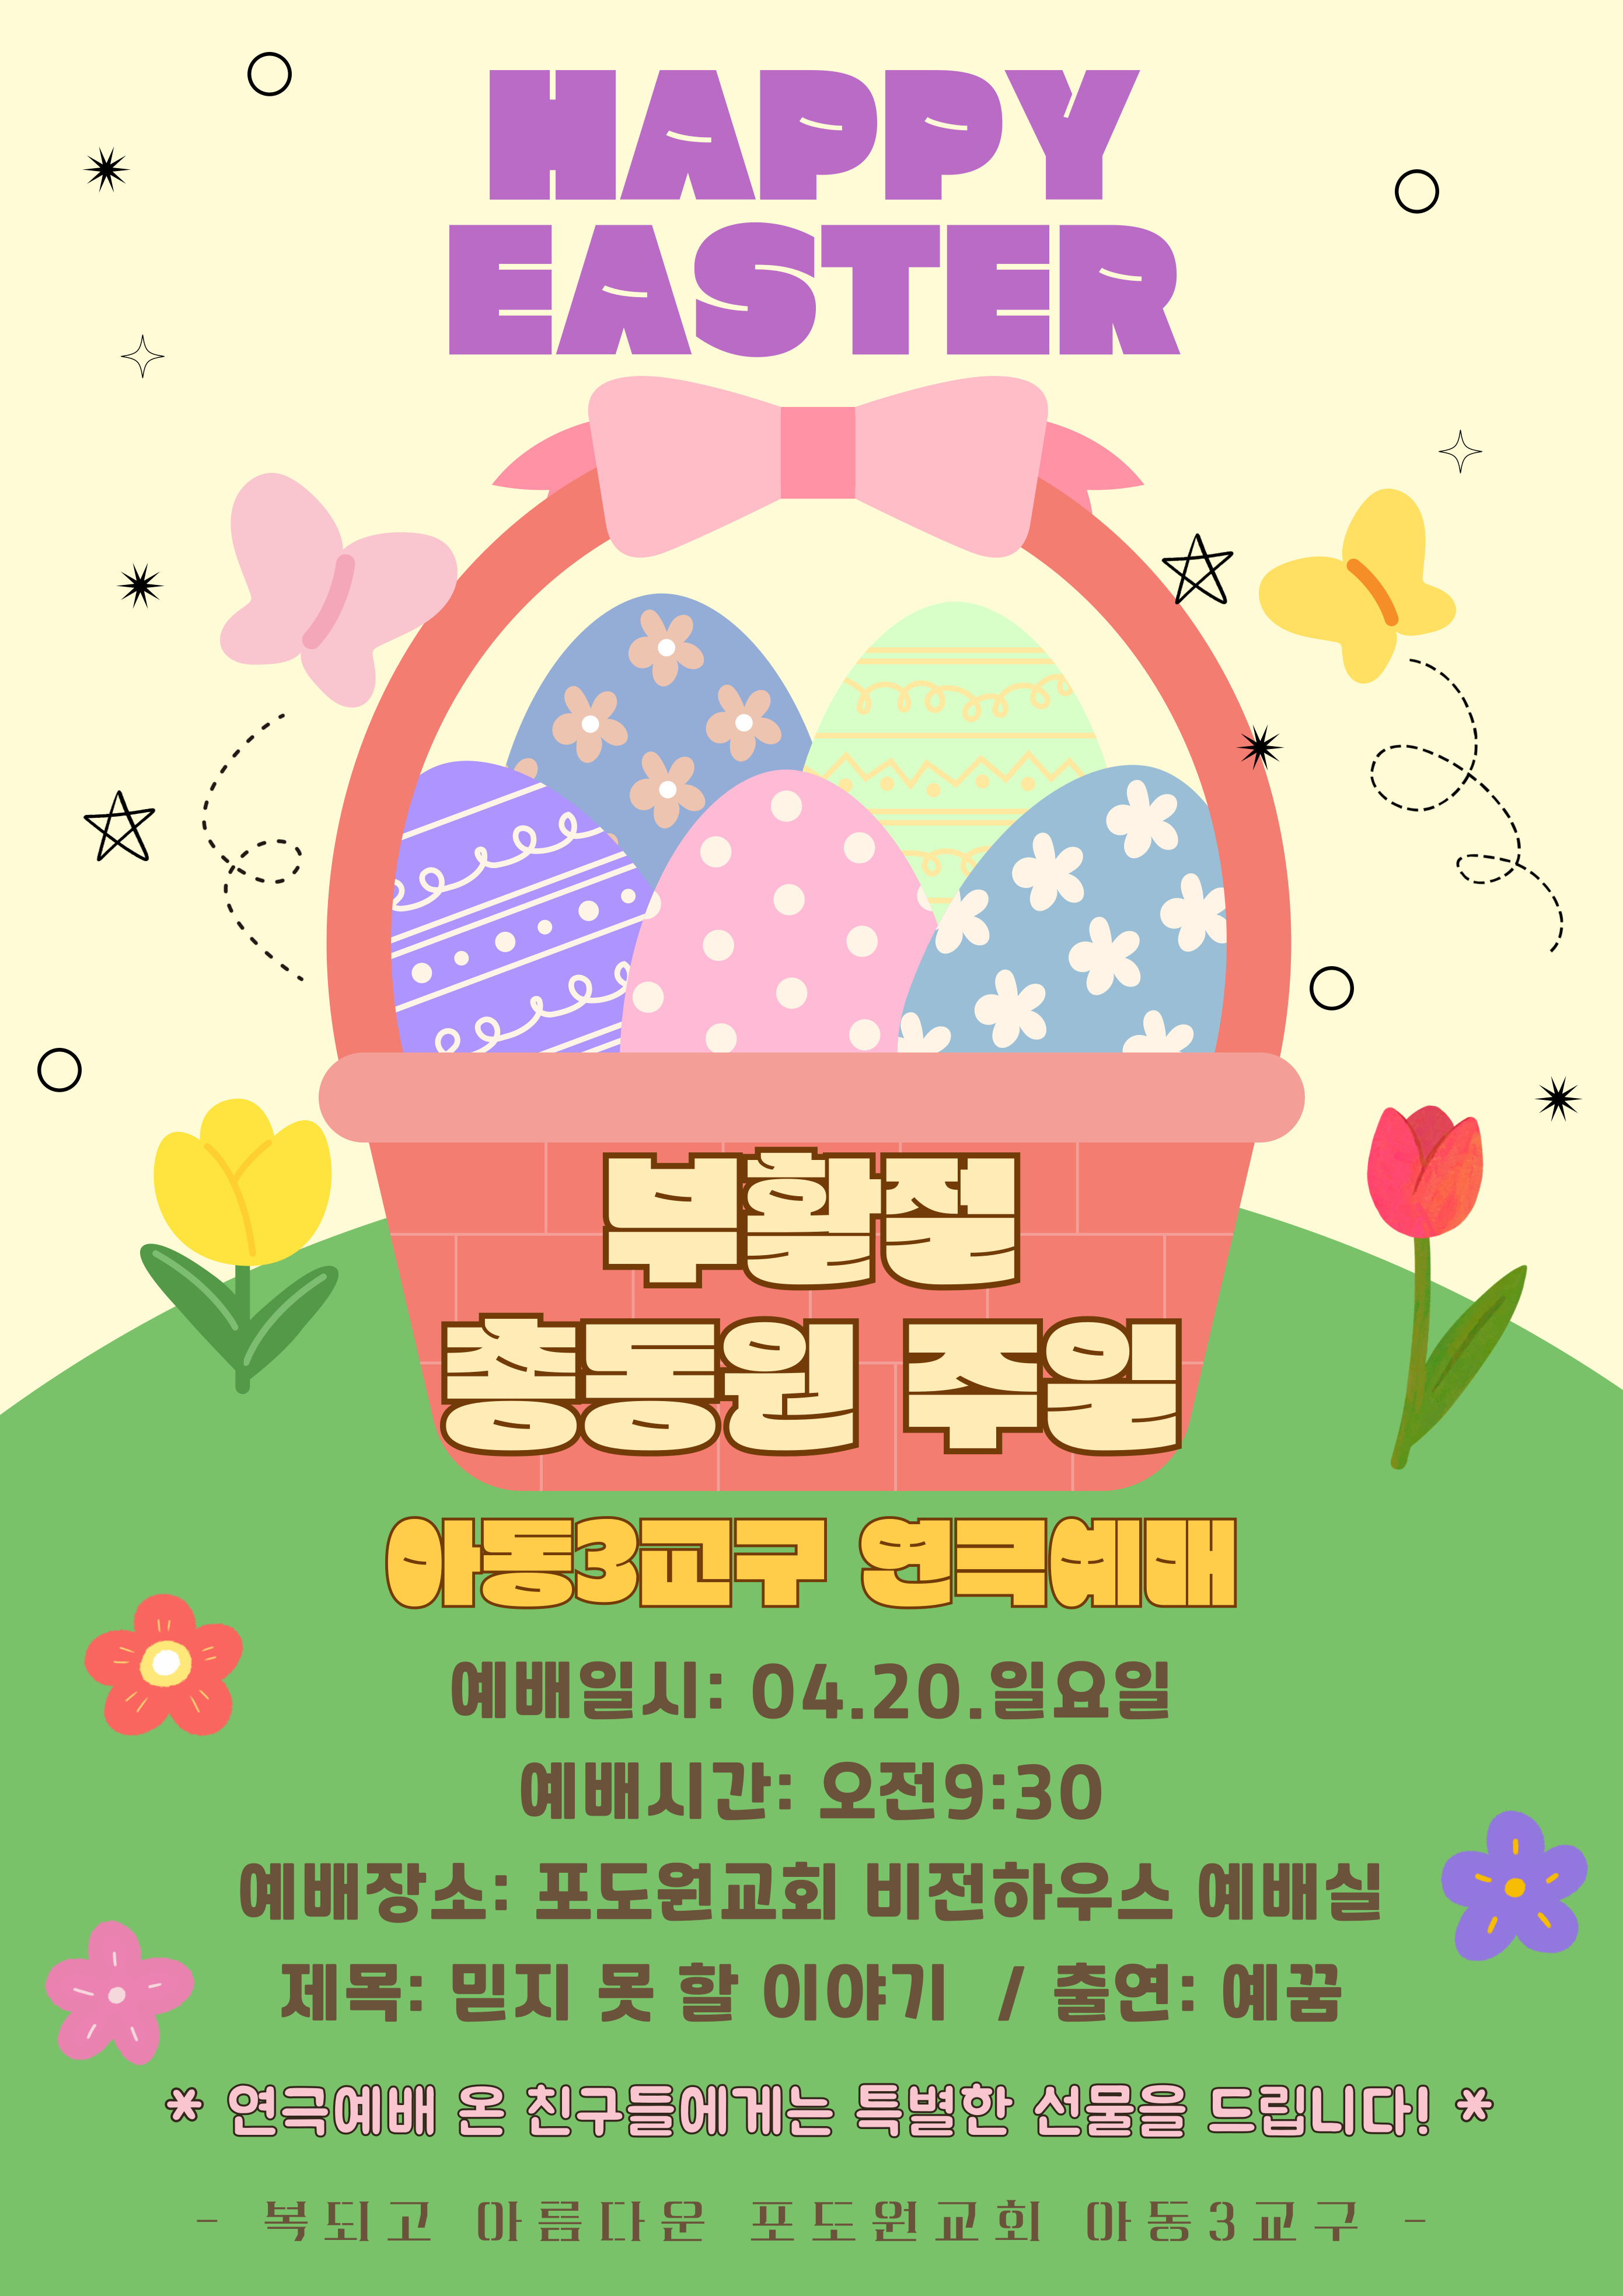 HAPPY
EASTER
부활절
총동원 주일
아동3교구 연극예배
예배일시: 04.20.일요일
예배시간: 오전9:30
예배장소: 포도원교회 비전하우스 예배실
제목: 믿지 못 할 이야기 / 출연: 예꿈
* 연극예배 온 친구들에게는 특별한 선물을 드립니다! *
- 복되고 아름다운 포도원교회 아동3교구 -